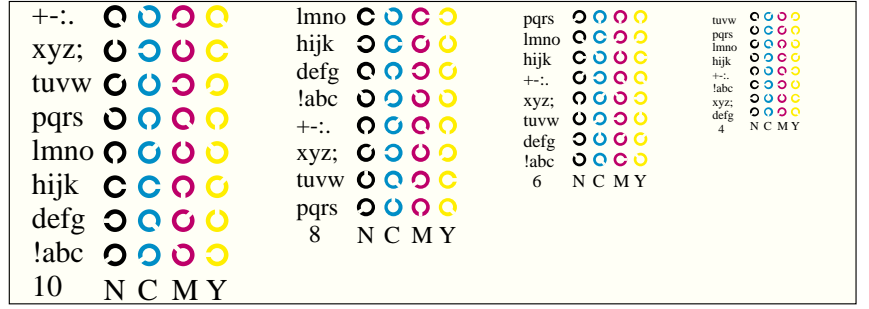 +-:.
xyz;
tuvw
pqrs
lmno
hijk
defg
!abc
10 N C M Y
lmno
hijk
defg
!abc
+-:.
xyz;
tuvw
pqrs
8 N C M Y
pqrs
lmno
hijk
+-:.
xyz;
tuvw
defg
!abc
6 N C M Y
tuvw
pqrs
lmno
hijk
+-:.
!abc
xyz;
defg
4 N C M Y